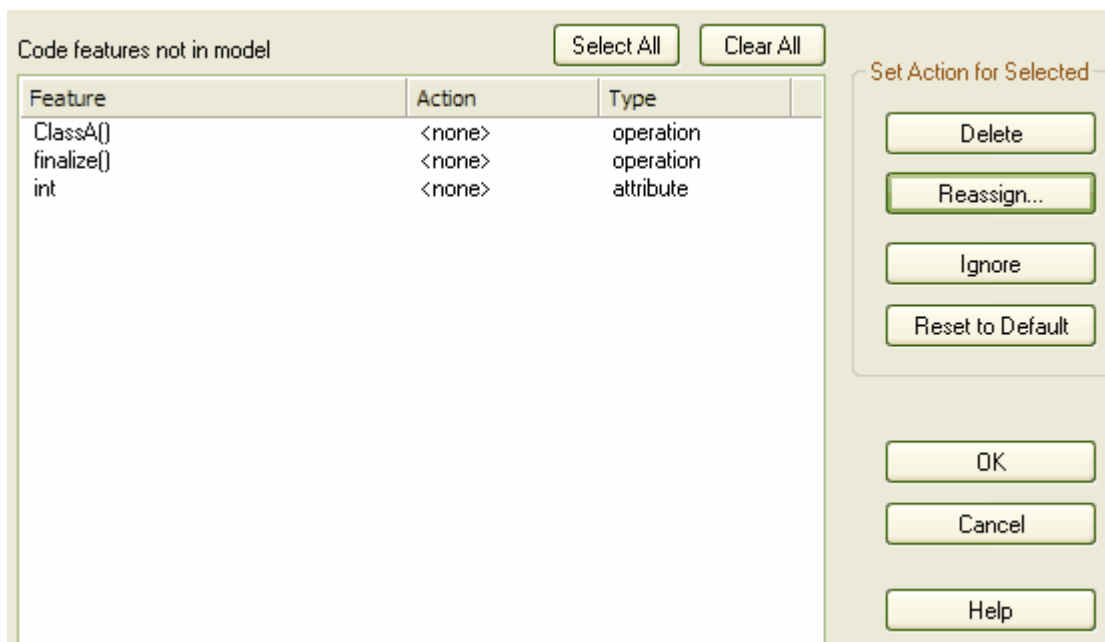 Code features not in model
Select All
Clear All
Feature Action Type
ClassA() <none> operation
finalize() <none> operation
int <none> attribute
Set Action for Selected
Delete
Reassign...
Ignore
Reset to Default
OK
Cancel
Help